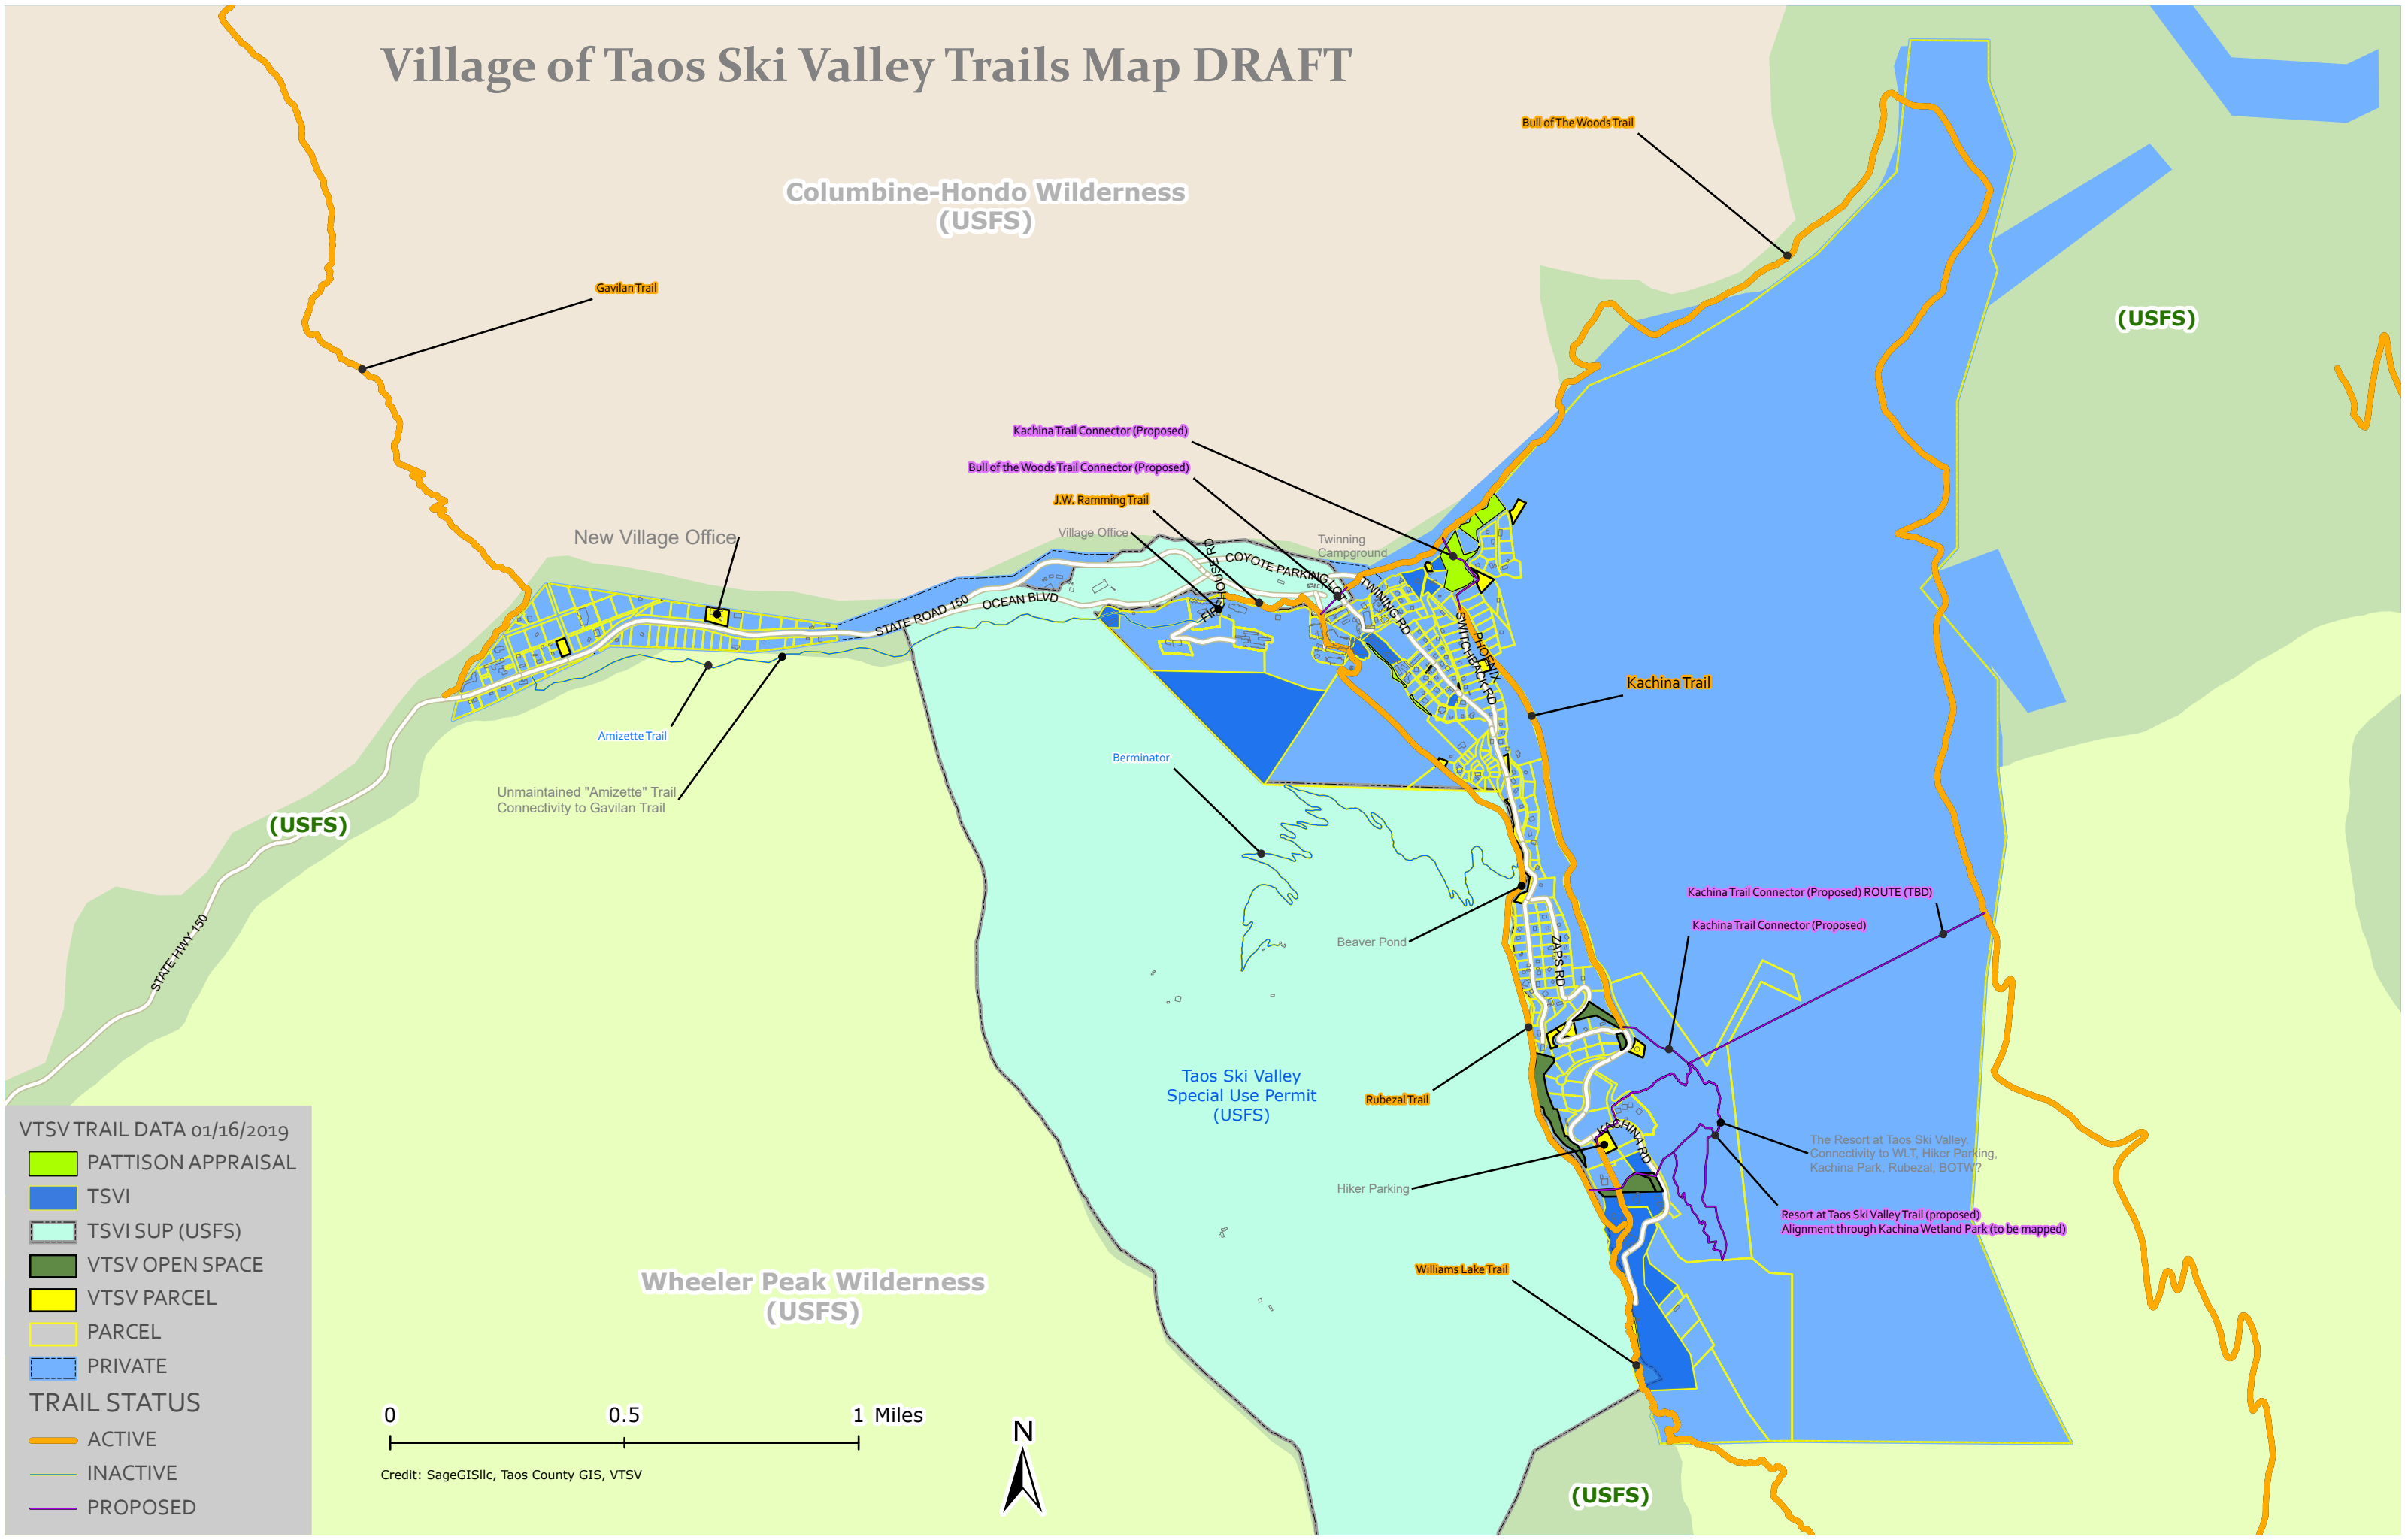 Village of Taos Ski Valley Trails Map DRAFT
Bull of The Woods Trail
Columbine-Hondo Wilderness
(USFS)
Gavilan Trail
(USFS)
Kachina Trail Connector (Proposed)
Bull of the Woods Trail Connector (Proposed)
J.W. Ramming Trail
Village Office
New Village Office
Twinning
Campground
FIREHOUSE RD
COYOTE PARKING LOT
TWINING RD
STATE ROAD 150
OCEAN BLVD
PHOENIX
SWITCHBACK RD
Kachina Trail
Amizette Trail
Berminator
Unmaintained "Amizette" Trail
Connectivity to Gavilan Trail
(USFS)
Kachina Trail Connector (Proposed) ROUTE (TBD)
Kachina Trail Connector (Proposed)
Beaver Pond
ZAPS RD
STATE HWY 150
Taos Ski Valley
Special Use Permit
(USFS)
Rubezal Trail
KACHINA RD
The Resort at Taos Ski Valley.
Connectivity to WLT, Hiker Parking,
Kachina Park, Rubezal, BOTW?
Hiker Parking
Resort at Taos Ski Valley Trail (proposed)
Alignment through Kachina Wetland Park (to be mapped)
Williams Lake Trail
Wheeler Peak Wilderness
(USFS)
VTSV TRAIL DATA 01/16/2019
PATTISON APPRAISAL
TSVI
TSVI SUP (USFS)
VTSV OPEN SPACE
VTSV PARCEL
PARCEL
PRIVATE
TRAIL STATUS
ACTIVE
INACTIVE
PROPOSED
0 0.5 1 Miles
Credit: SageGISllc, Taos County GIS, VTSV
N
(USFS)